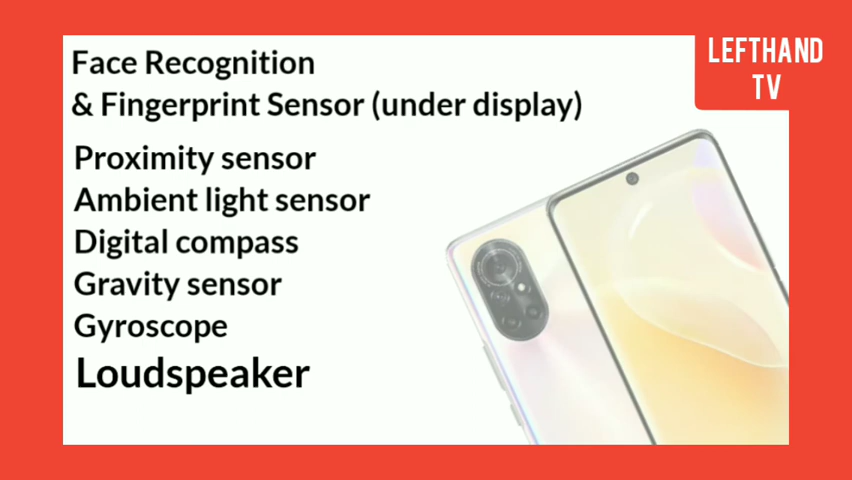 Face Recognition
& Fingerprint Sensor (under display)
Proximity sensor
Ambient light sensor
Digital compass
Gravity sensor
Gyroscope
Loudspeaker
LEFTHAND
TV